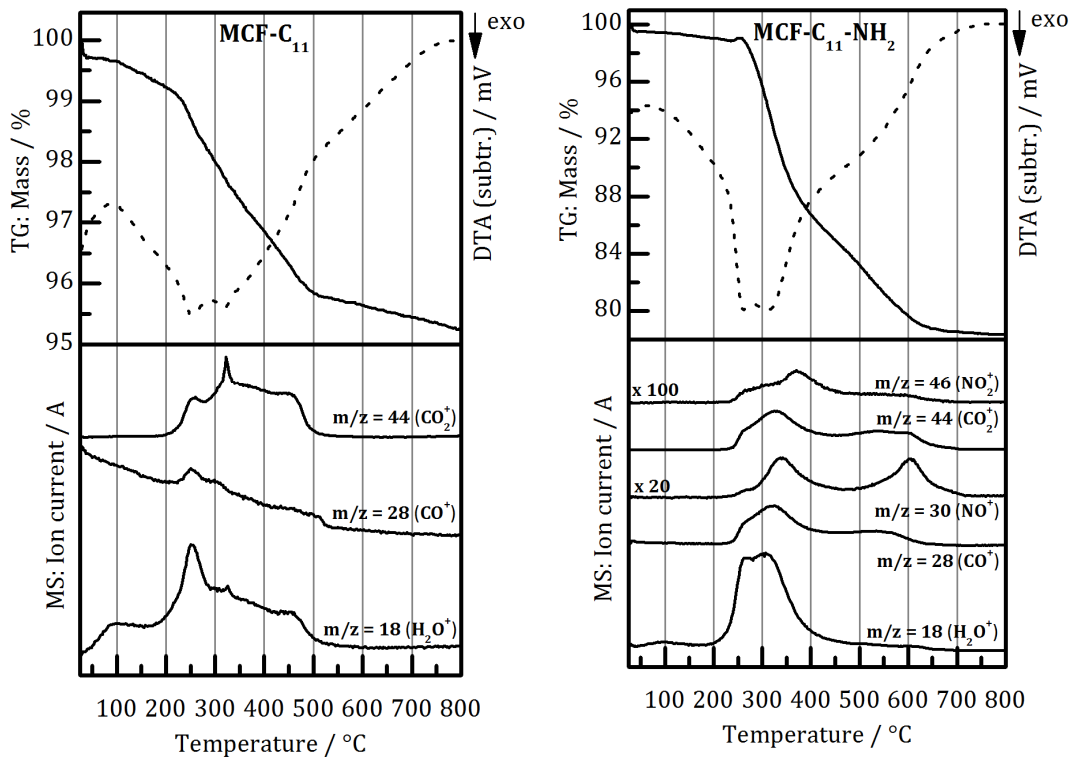 MCF-C₁₁
exo
TG: Mass / %
100
99
98
97
96
95
DTA (subtr.) / mV
MS: Ion current / A
m/z = 44 (CO₂⁺)
m/z = 28 (CO⁺)
m/z = 18 (H₂O⁺)
100 200 300 400 500 600 700 800
Temperature / °C
MCF-C₁₁-NH₂
exo
TG: Mass / %
100
96
92
88
84
80
DTA (subtr.) / mV
MS: Ion current / A
x 100
m/z = 46 (NO₂⁺)
m/z = 44 (CO₂⁺)
x 20
m/z = 30 (NO⁺)
m/z = 28 (CO⁺)
m/z = 18 (H₂O⁺)
100 200 300 400 500 600 700 800
Temperature / °C